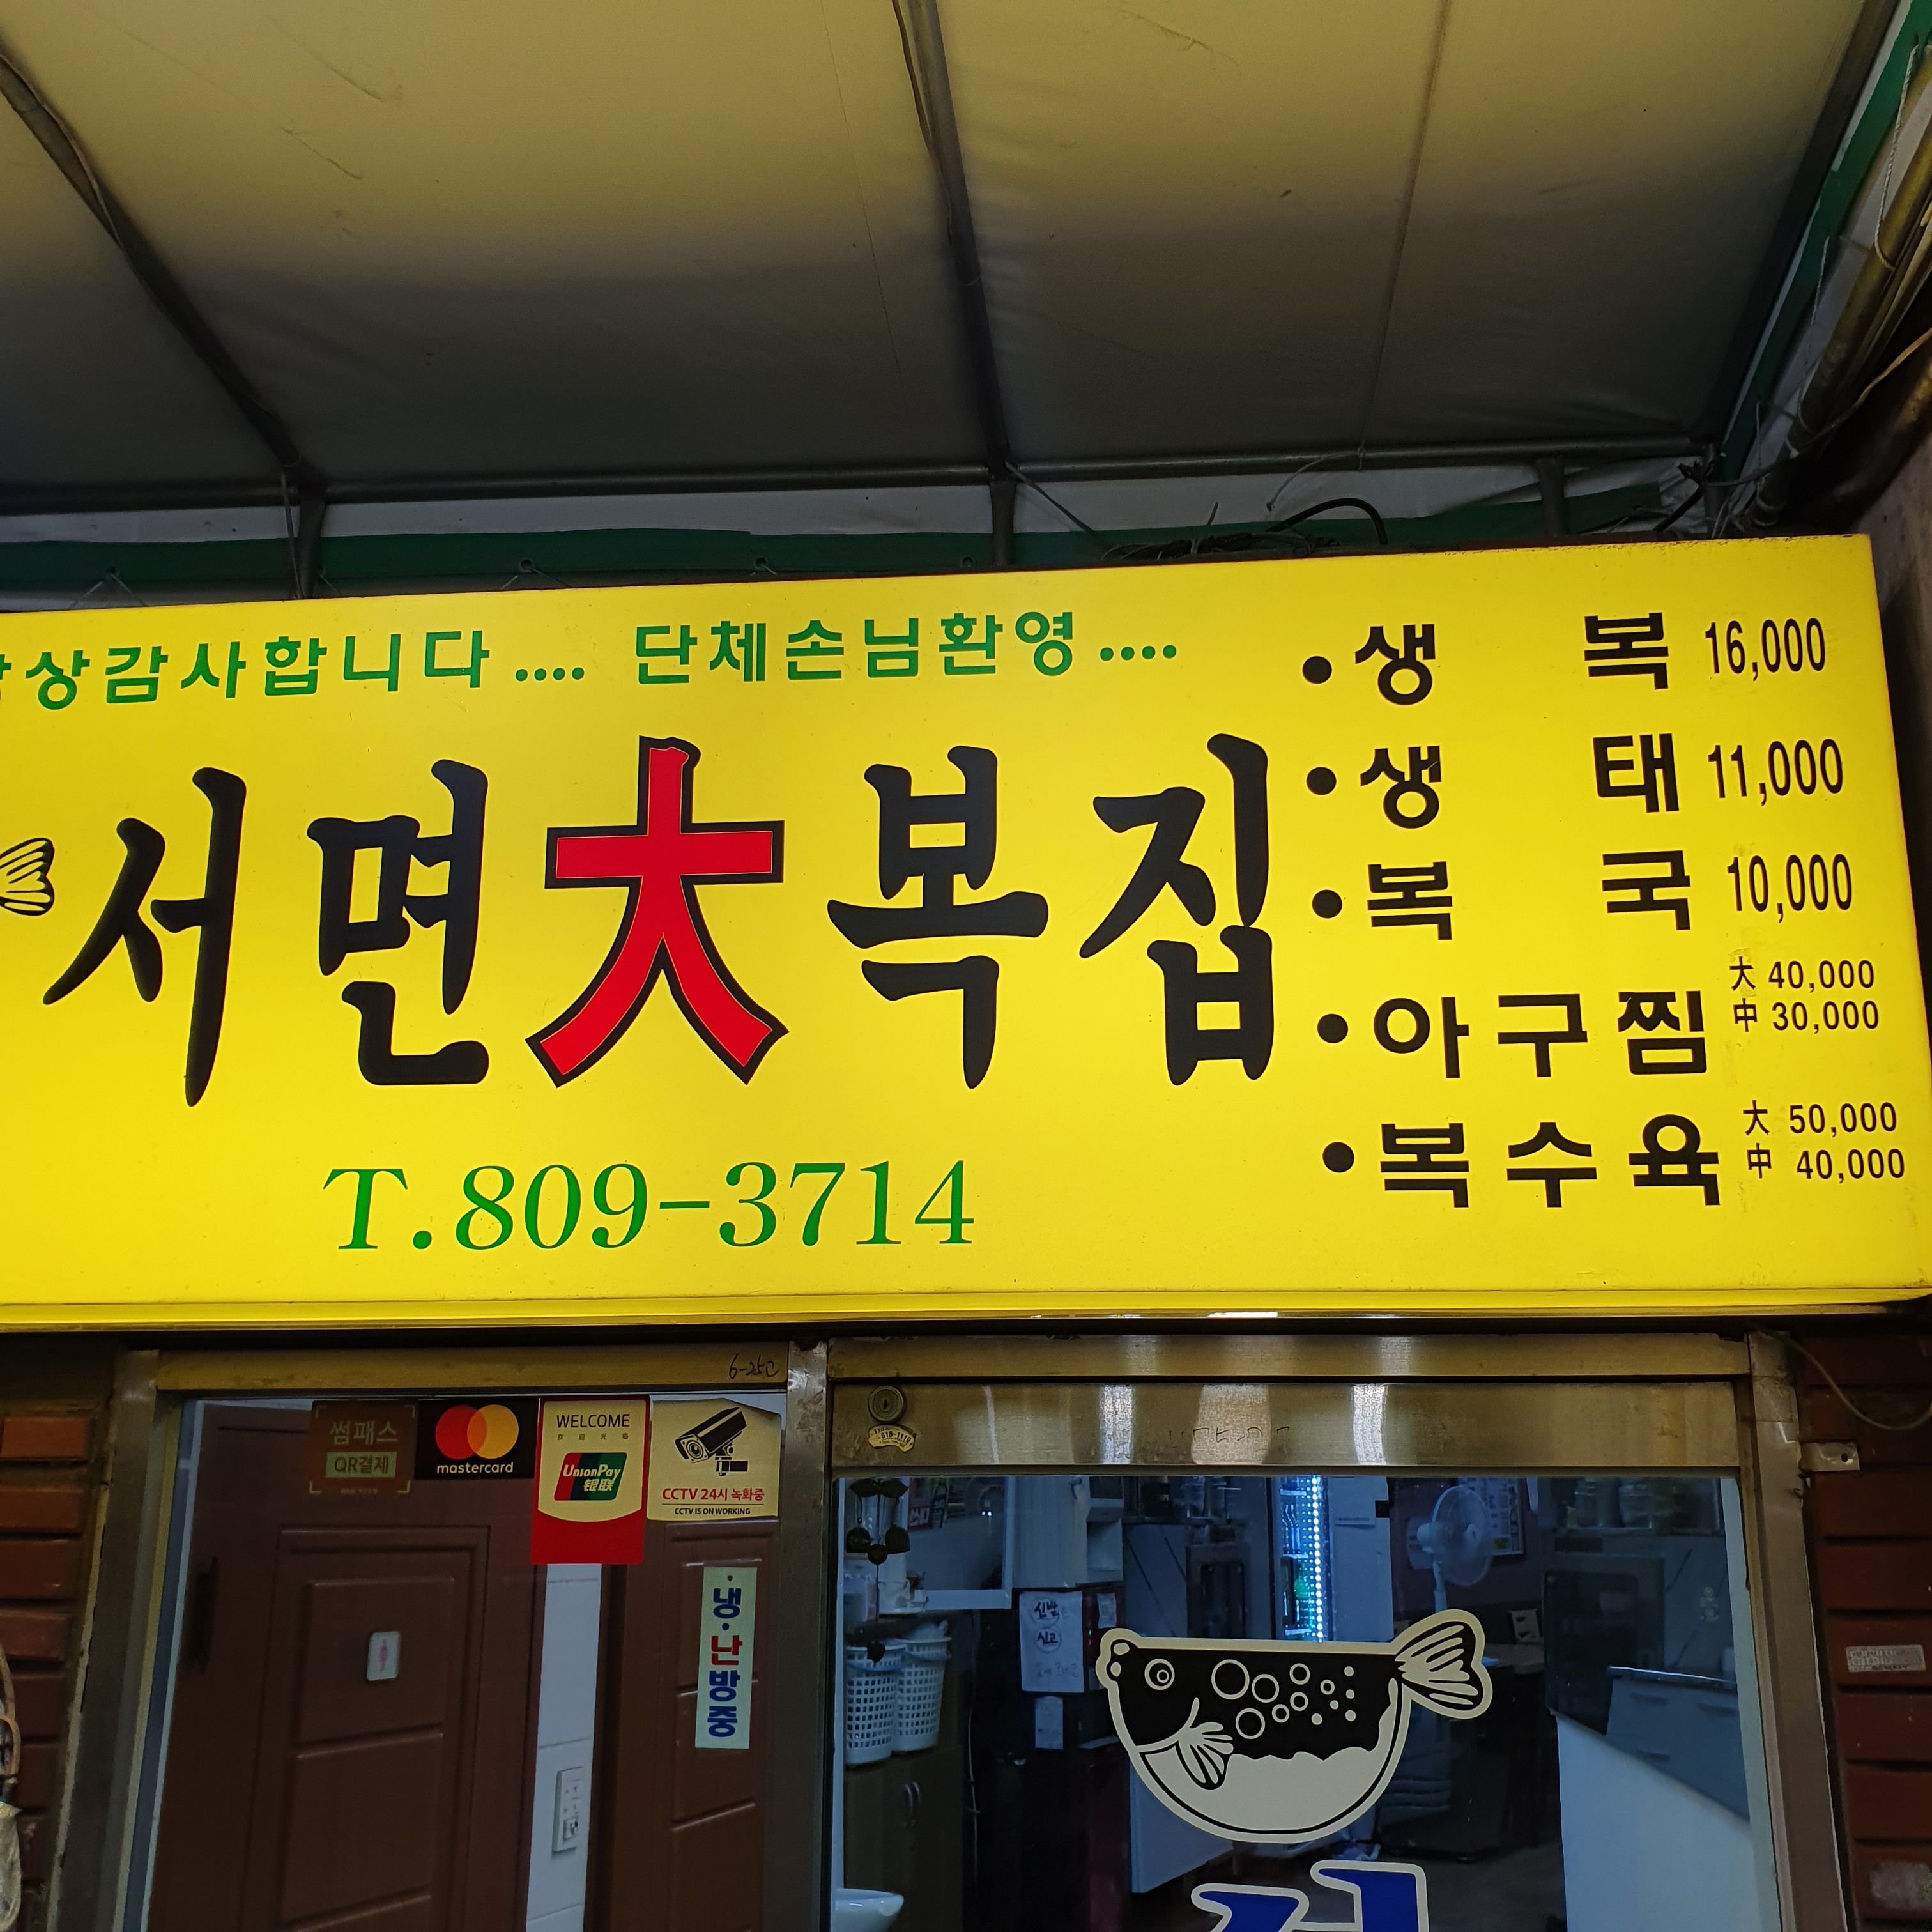 상감사합니다.... 단체손님환영....
서면大복집
T.809-3714
•생 복 16,000
•생 태 11,000
•복 국 10,000
•아구찜 大 40,000
中 30,000
•복수육 大 50,000
中 40,000
썸패스
QR결제
mastercard
WELCOME
UnionPay
银联
CCTV 24시 녹화중
CCTV IS ON WORKING
냉·난방중